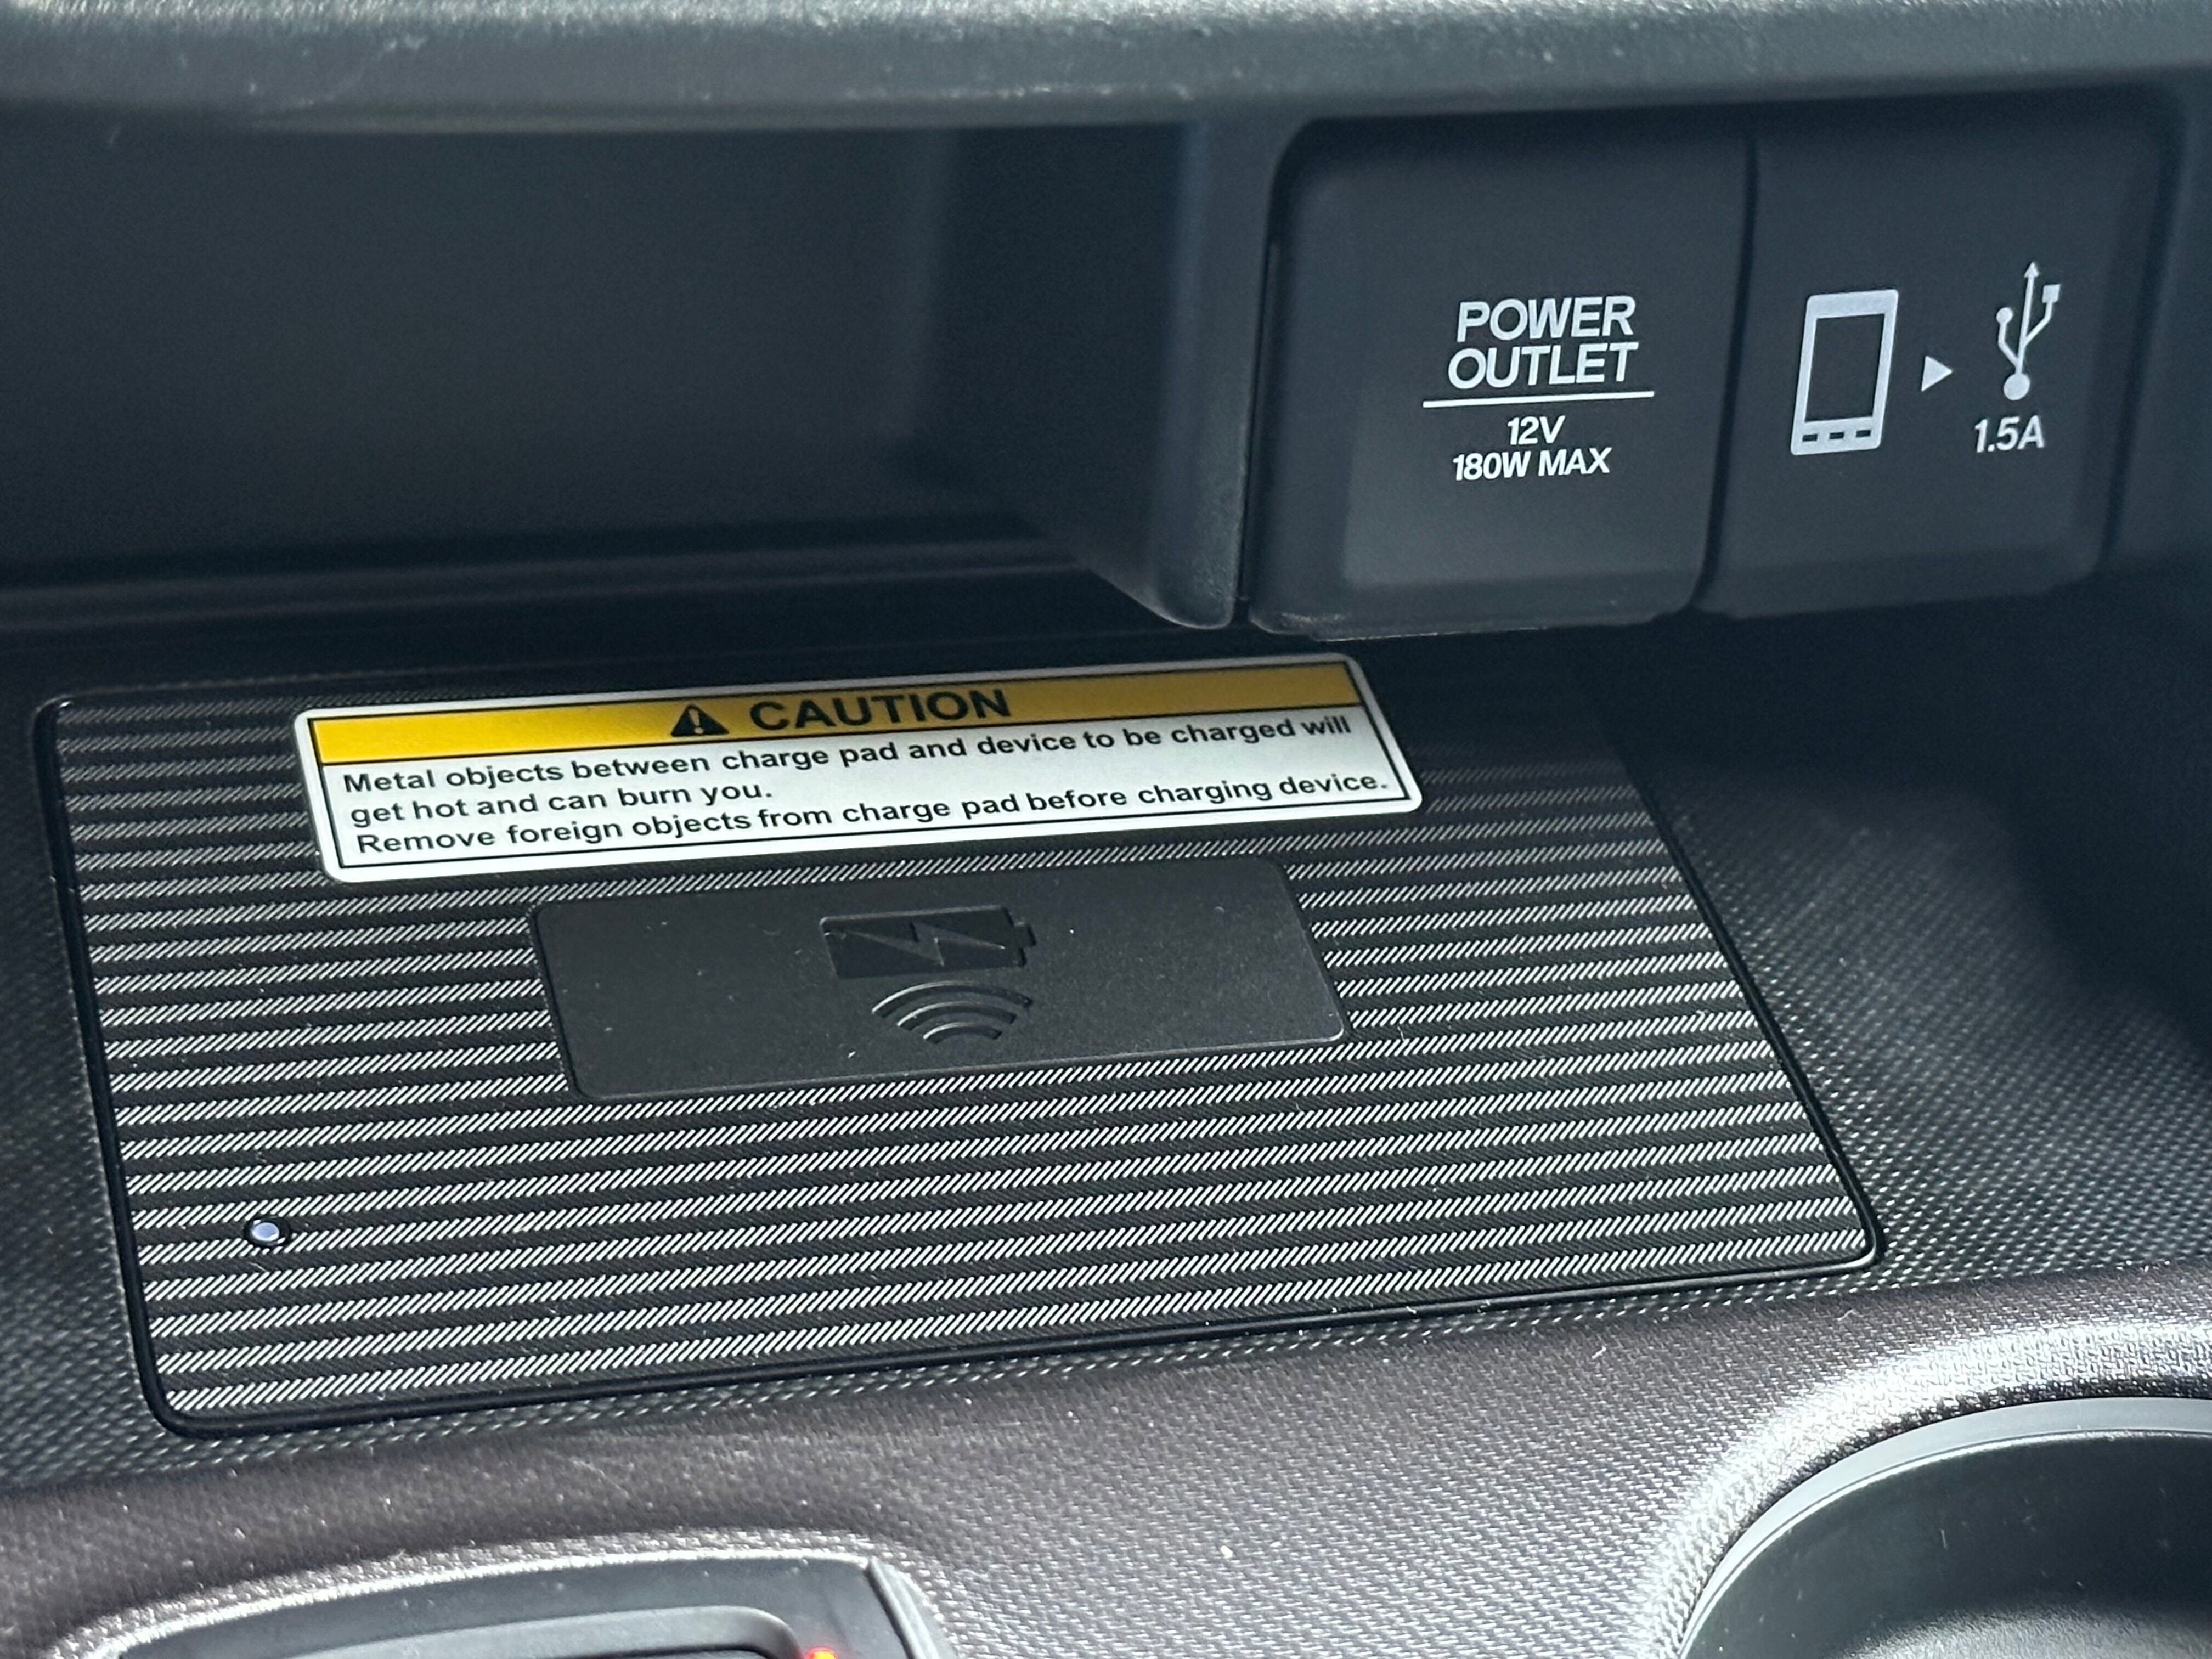 POWER
OUTLET
12V
180W MAX
1.5A
CAUTION
Metal objects between charge pad and device to be charged will
get hot and can burn you.
Remove foreign objects from charge pad before charging device.